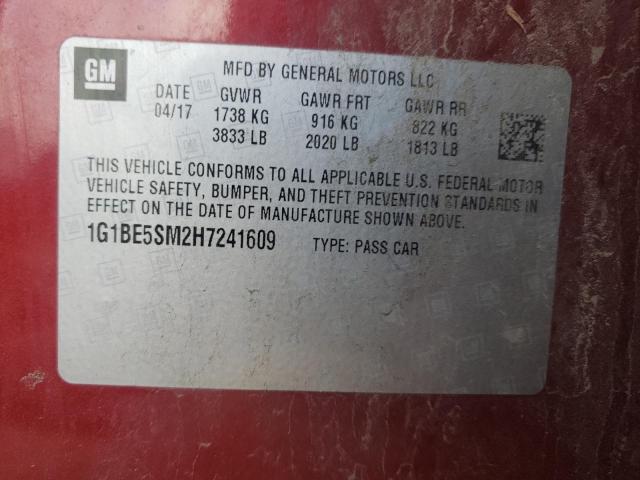 GM
MFD BY GENERAL MOTORS LLC
DATE GVWR GAWR FRT GAWR RR
04/17 1738 KG 916 KG 822 KG
3833 LB 2020 LB 1813 LB
THIS VEHICLE CONFORMS TO ALL APPLICABLE U.S. FEDERAL MOTOR
VEHICLE SAFETY, BUMPER, AND THEFT PREVENTION STANDARDS IN
EFFECT ON THE DATE OF MANUFACTURE SHOWN ABOVE.
1G1BE5SM2H7241609 TYPE: PASS CAR